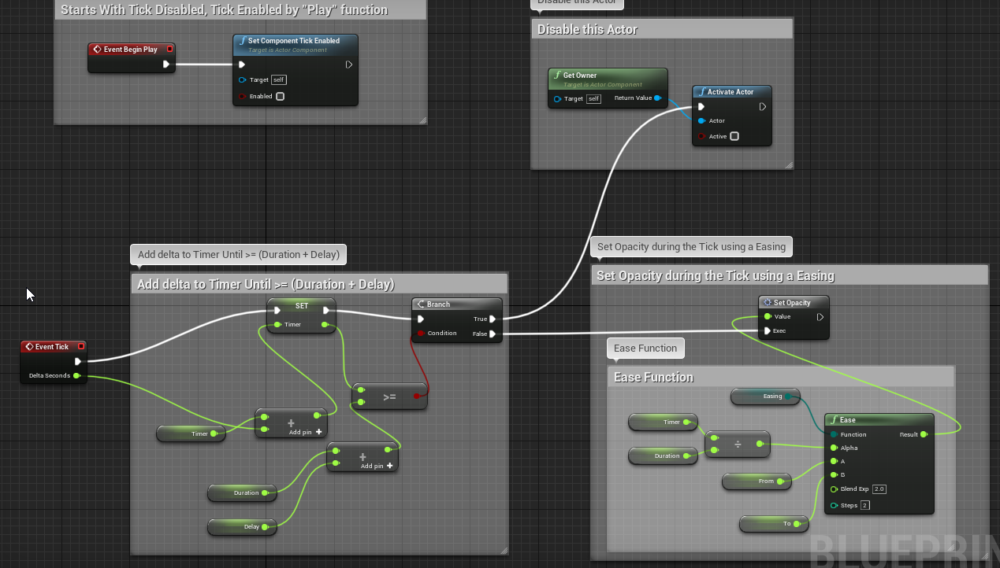 Starts With Tick Disabled, Tick Enabled by "Play" function
Event Begin Play
Set Component Tick Enabled
Target is Actor Component
Target self
Enabled
Disable this Actor
Disable this Actor
Get Owner
Target is Actor Component
Target self
Return Value
Activate Actor
Actor
Active
Add delta to Timer Until >= (Duration + Delay)
Add delta to Timer Until >= (Duration + Delay)
Event Tick
Delta Seconds
SET
Timer
Branch
True
Condition
False
>=
Timer
+
Add pin +
+
Add pin +
Duration
Delay
Set Opacity during the Tick using a Easing
Set Opacity during the Tick using a Easing
Set Opacity
Value
Exec
Ease Function
Ease Function
Easing
Timer
Duration
÷
From
To
Ease
Function
Result
Alpha
A
B
Blend Exp 2.0
Steps 2
BLUEPRIN